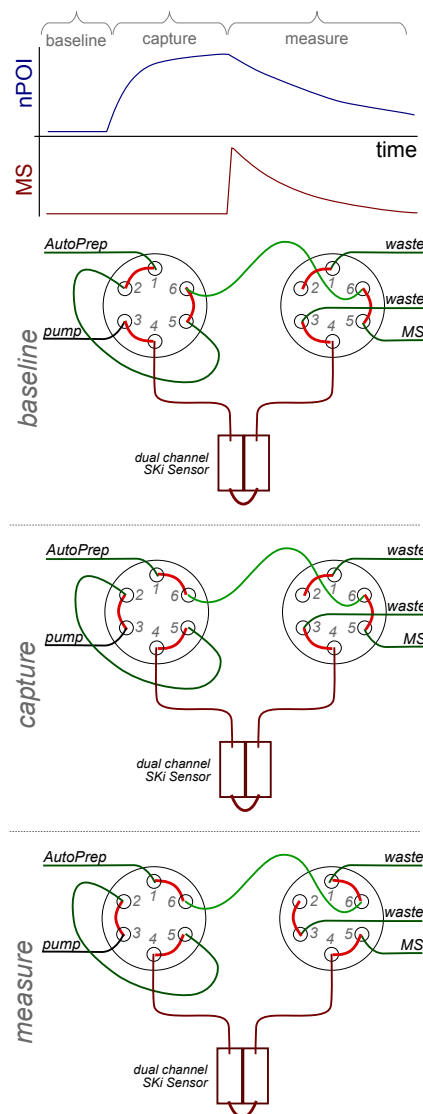 baseline capture measure
nPOI
time
MS
AutoPrep waste
1 1
2 6 2 6
waste
3 5 3 5
pump 4 4 MS
baseline
dual channel
SKi Sensor
AutoPrep waste
1 1
2 6 2 6
waste
3 5 3 5
pump 4 4 MS
capture
dual channel
SKi Sensor
AutoPrep waste
1 1
2 6 2 6
waste
3 5 3 5
pump 4 4 MS
measure
dual channel
SKi Sensor